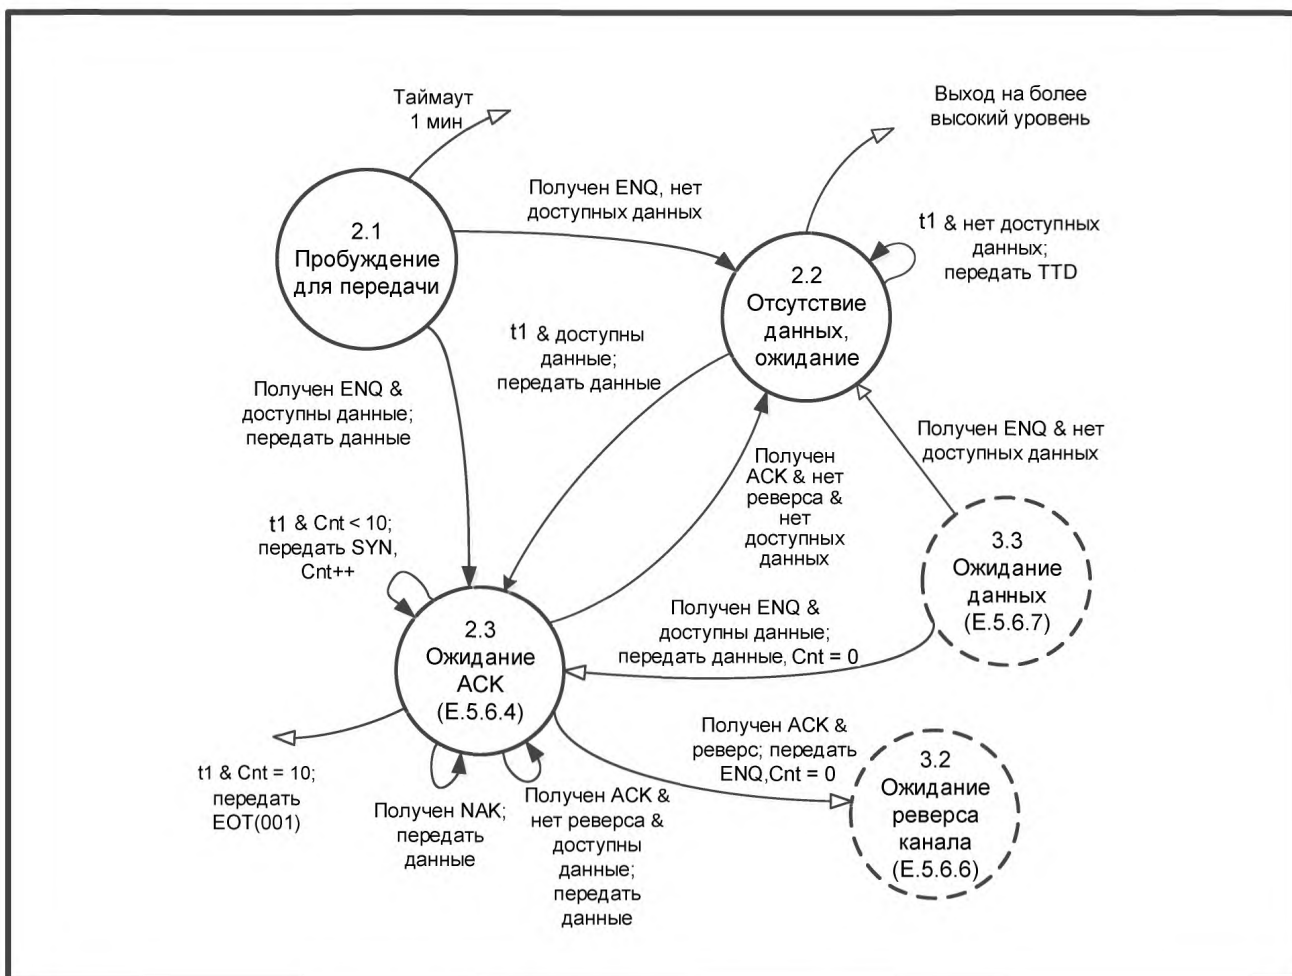 Таймаут
1 мин
Выход на более
высокий уровень
Получен ENQ, нет
доступных данных
t1 & нет доступных
данных;
передать TTD
2.1
Пробуждение
для передачи
2.2
Отсутствие
данных,
ожидание
t1 & доступны
данные;
передать данные
Получен ENQ &
доступны данные;
передать данные
Получен ENQ & нет
доступных данных
Получен
ACK & нет
реверса &
нет
доступных
данных
t1 & Cnt < 10;
передать SYN,
Cnt++
3.3
Ожидание
данных
(E.5.6.7)
Получен ENQ &
доступны данные;
передать данные, Cnt = 0
2.3
Ожидание
ACK
(E.5.6.4)
Получен ACK &
реверс; передать
ENQ,Cnt = 0
3.2
Ожидание
реверса
канала
(E.5.6.6)
t1 & Cnt = 10;
передать
EOT(001)
Получен NAK;
передать
данные
Получен ACK &
нет реверса &
доступны
данные;
передать
данные